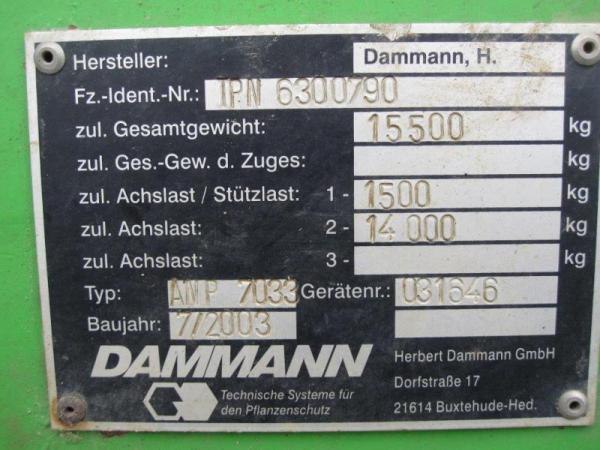 Hersteller: Dammann, H.
Fz.-Ident.-Nr.: IPN 6300790
zul. Gesamtgewicht: 15500 kg
zul. Ges.-Gew. d. Zuges: kg
zul. Achslast / Stützlast: 1 - 1500 kg
zul. Achslast: 2- 14 000 kg
zul. Achslast: 3 - kg
Typ: ANP 7033 Gerätenr.: 031646
Baujahr: 7/2003
DAMMANN
Technische Systeme für
den Pflanzenschutz
Herbert Dammann GmbH
Dorfstraße 17
21614 Buxtehude-Hed.